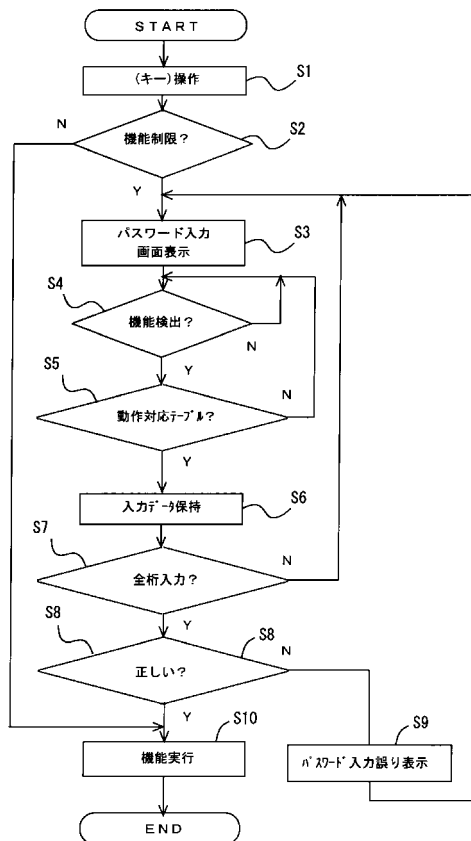 START
(キー)操作
S1
N
機能制限?
S2
Y
パスワード入力
画面表示
S3
S4
機能検出?
N
Y
S5
N
動作対応テーブル?
Y
入力データ保持
S6
S7
N
全桁入力?
Y
S8
S8
N
正しい?
Y
S10
S9
機能実行
パスワード入力誤り表示
END